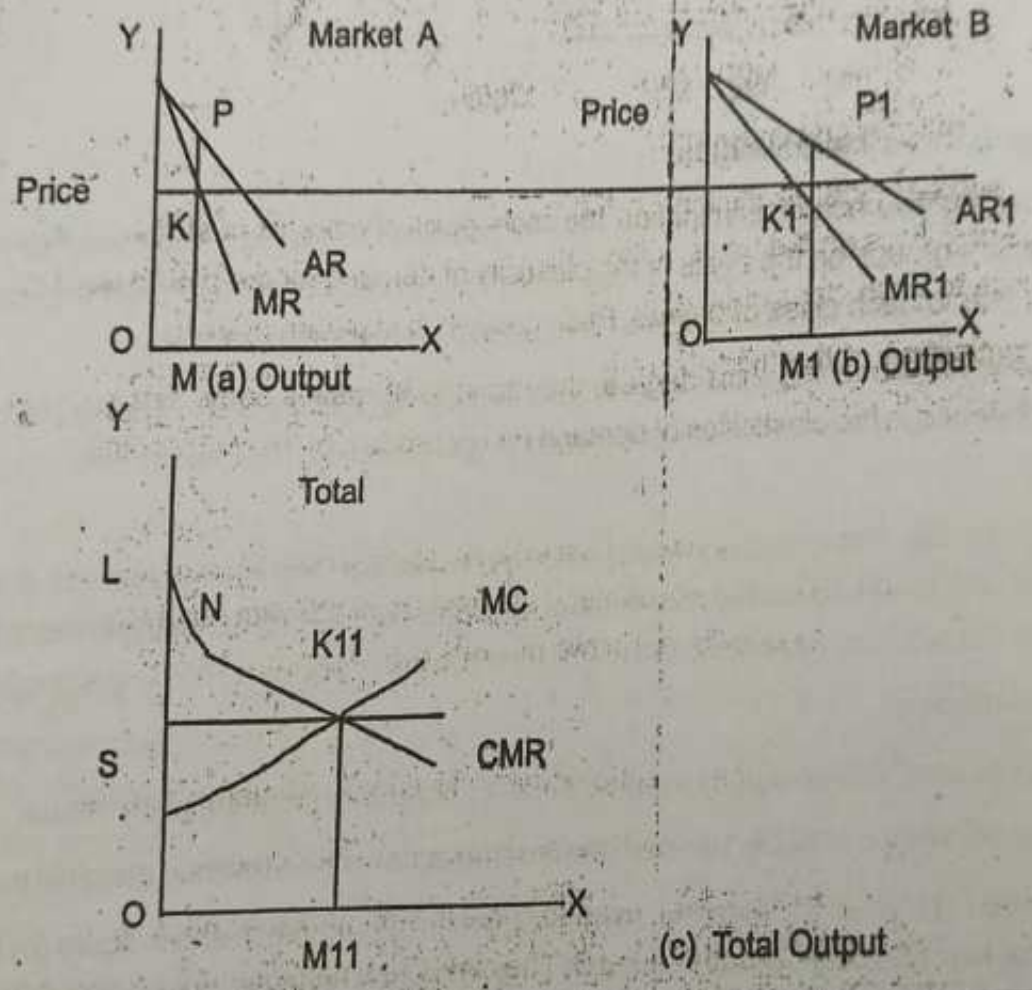 Y Market A
P
Price
K
AR
MR
O X
M (a) Output
Y Market B
P1
Price
K1 AR1
MR1
O X
M1 (b) Output
Y
Total
L
N MC
K11
S CMR
O X
M11 (c) Total Output